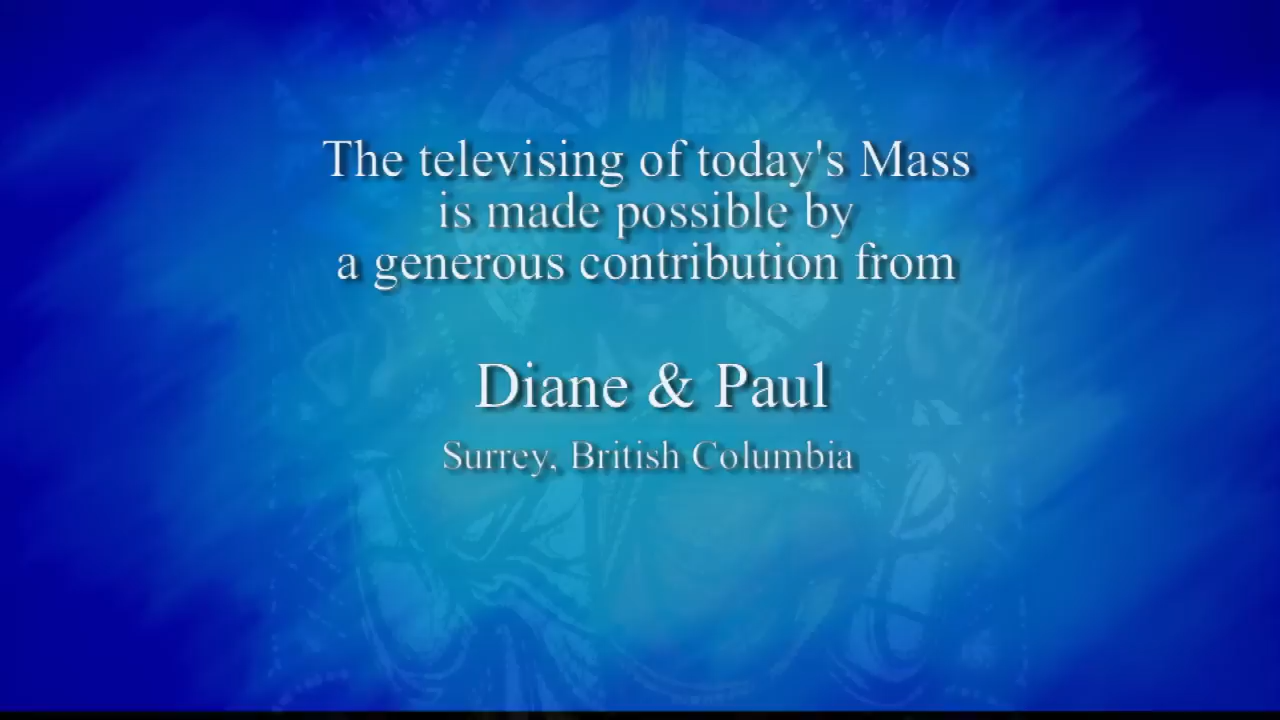 The televising of today's Mass
is made possible by
a generous contribution from
Diane & Paul
Surrey, British Columbia